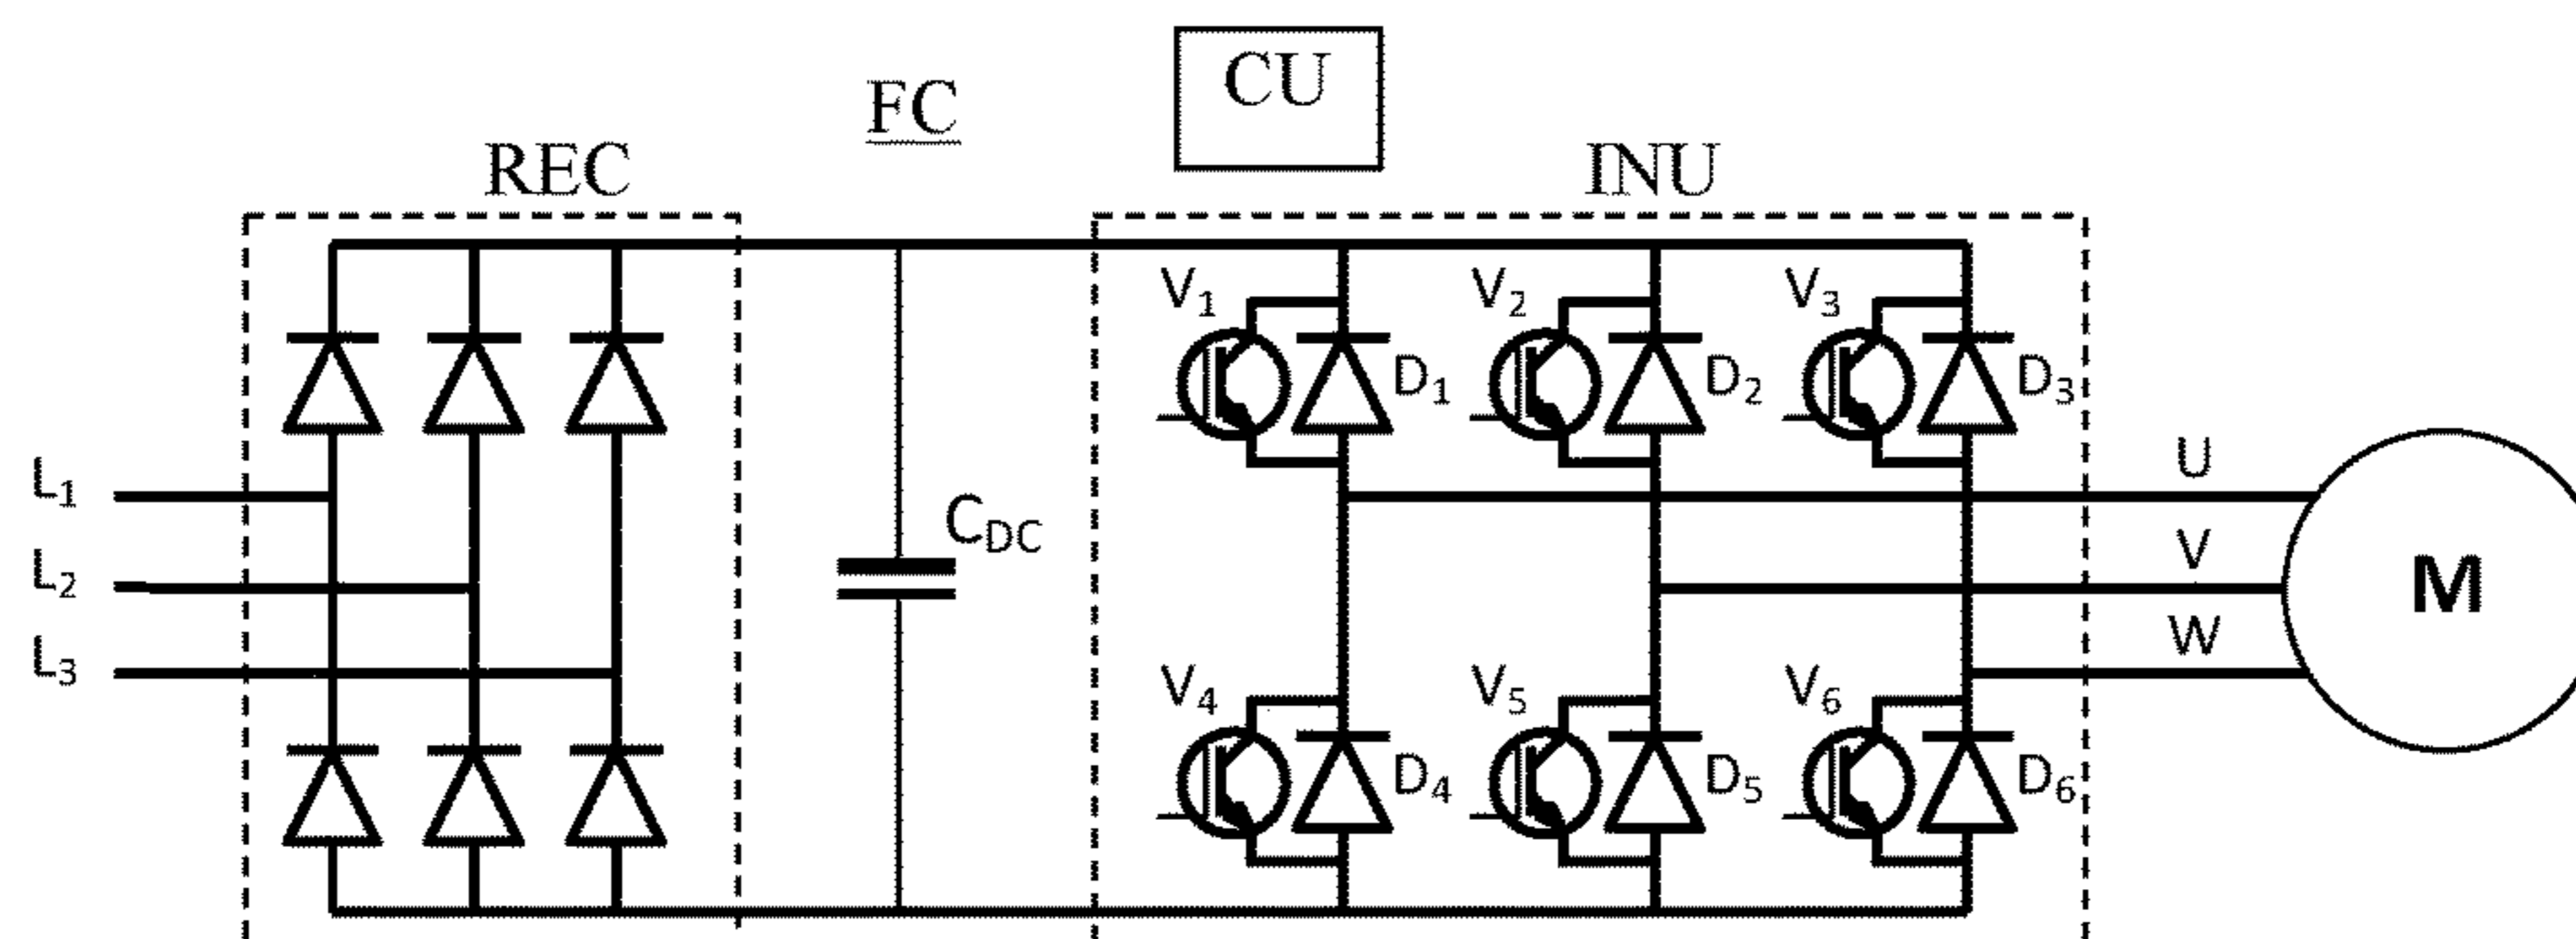 CU
FC
REC
INU
V₁
V₂
V₃
D₁
D₂
D₃
U
L₁
C_DC
V
L₂
M
W
L₃
V₄
V₅
V₆
D₄
D₅
D₆